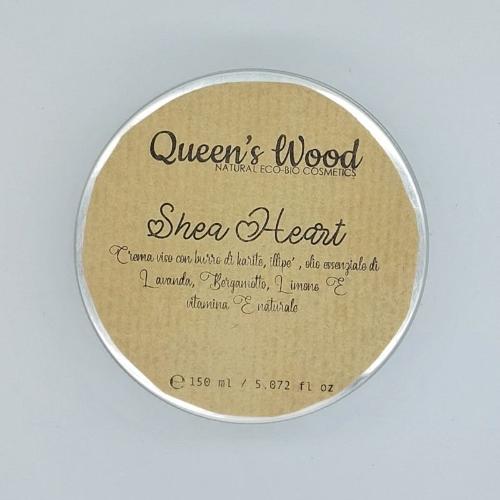 Queen's Wood
NATURAL ECO-BIO COSMETICS
Shea Heart
Crema viso con burro di karitè, illipe', olio essenziale di
Lavanda, Bergamotto, Limone E
vitamina E naturale
℮ 150 ml / 5.072 fl oz